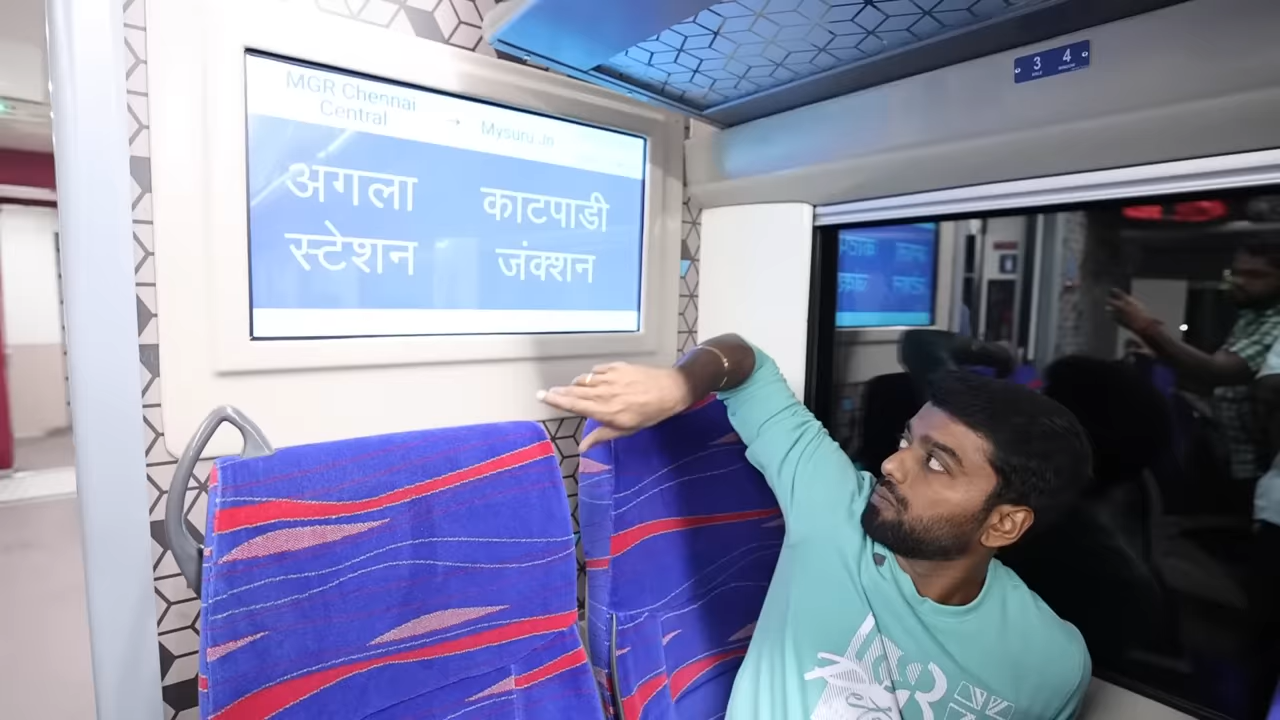 MGR Chennai
Central
→
Mysuru Jn
अगला
स्टेशन
काटपाडी
जंक्शन
3 4